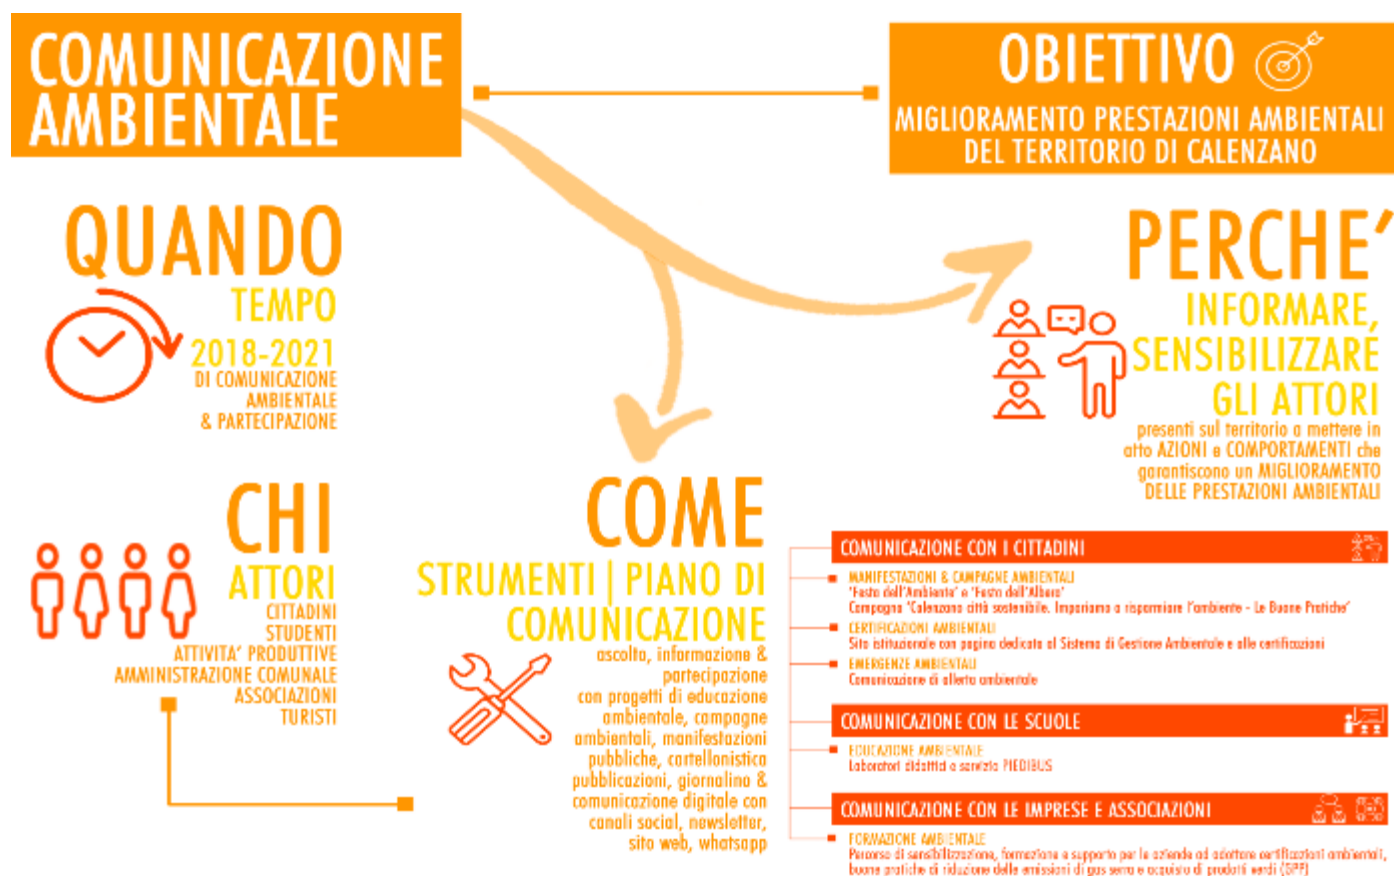 COMUNICAZIONE
AMBIENTALE
OBIETTIVO
MIGLIORAMENTO PRESTAZIONI AMBIENTALI
DEL TERRITORIO DI CALENZANO
QUANDO
TEMPO
2018-2021
DI COMUNICAZIONE
AMBIENTALE
& PARTECIPAZIONE
PERCHE'
INFORMARE,
SENSIBILIZZARE
GLI ATTORI
presenti sul territorio a mettere in
atto AZIONI e COMPORTAMENTI che
garantiscono un MIGLIORAMENTO
DELLE PRESTAZIONI AMBIENTALI
CHI
ATTORI
CITTADINI
STUDENTI
ATTIVITA' PRODUTTIVE
AMMINISTRAZIONE COMUNALE
ASSOCIAZIONI
TURISTI
COME
STRUMENTI | PIANO DI
COMUNICAZIONE
ascolto, informazione &
partecipazione
con progetti di educazione
ambientale, campagne
ambientali, manifestazioni
pubbliche, cartellonistica
pubblicazioni, giornalino &
comunicazione digitale con
canali social, newsletter,
sito web, whatsapp
COMUNICAZIONE CON I CITTADINI
MANIFESTAZIONI & CAMPAGNE AMBIENTALI
'Festa dell'Ambiente' e 'Festa dell'Albero'
Campagna 'Calenzano città sostenibile. Impariamo a risparmiare l'ambiente - Le Buone Pratiche'
CERTIFICAZIONI AMBIENTALI
Sito istituzionale con pagina dedicata al Sistema di Gestione Ambientale e alle certificazioni
EMERGENZE AMBIENTALI
Comunicazione di allerta ambientale
COMUNICAZIONE CON LE SCUOLE
EDUCAZIONE AMBIENTALE
Laboratori didattici e servizio PIEDIBUS
COMUNICAZIONE CON LE IMPRESE E ASSOCIAZIONI
FORMAZIONE AMBIENTALE
Percorso di sensibilizzazione, formazione e supporto per le aziende ad adottare certificazioni ambientali,
buone pratiche di riduzione delle emissioni di gas serra e acquisto di prodotti verdi (GPP)